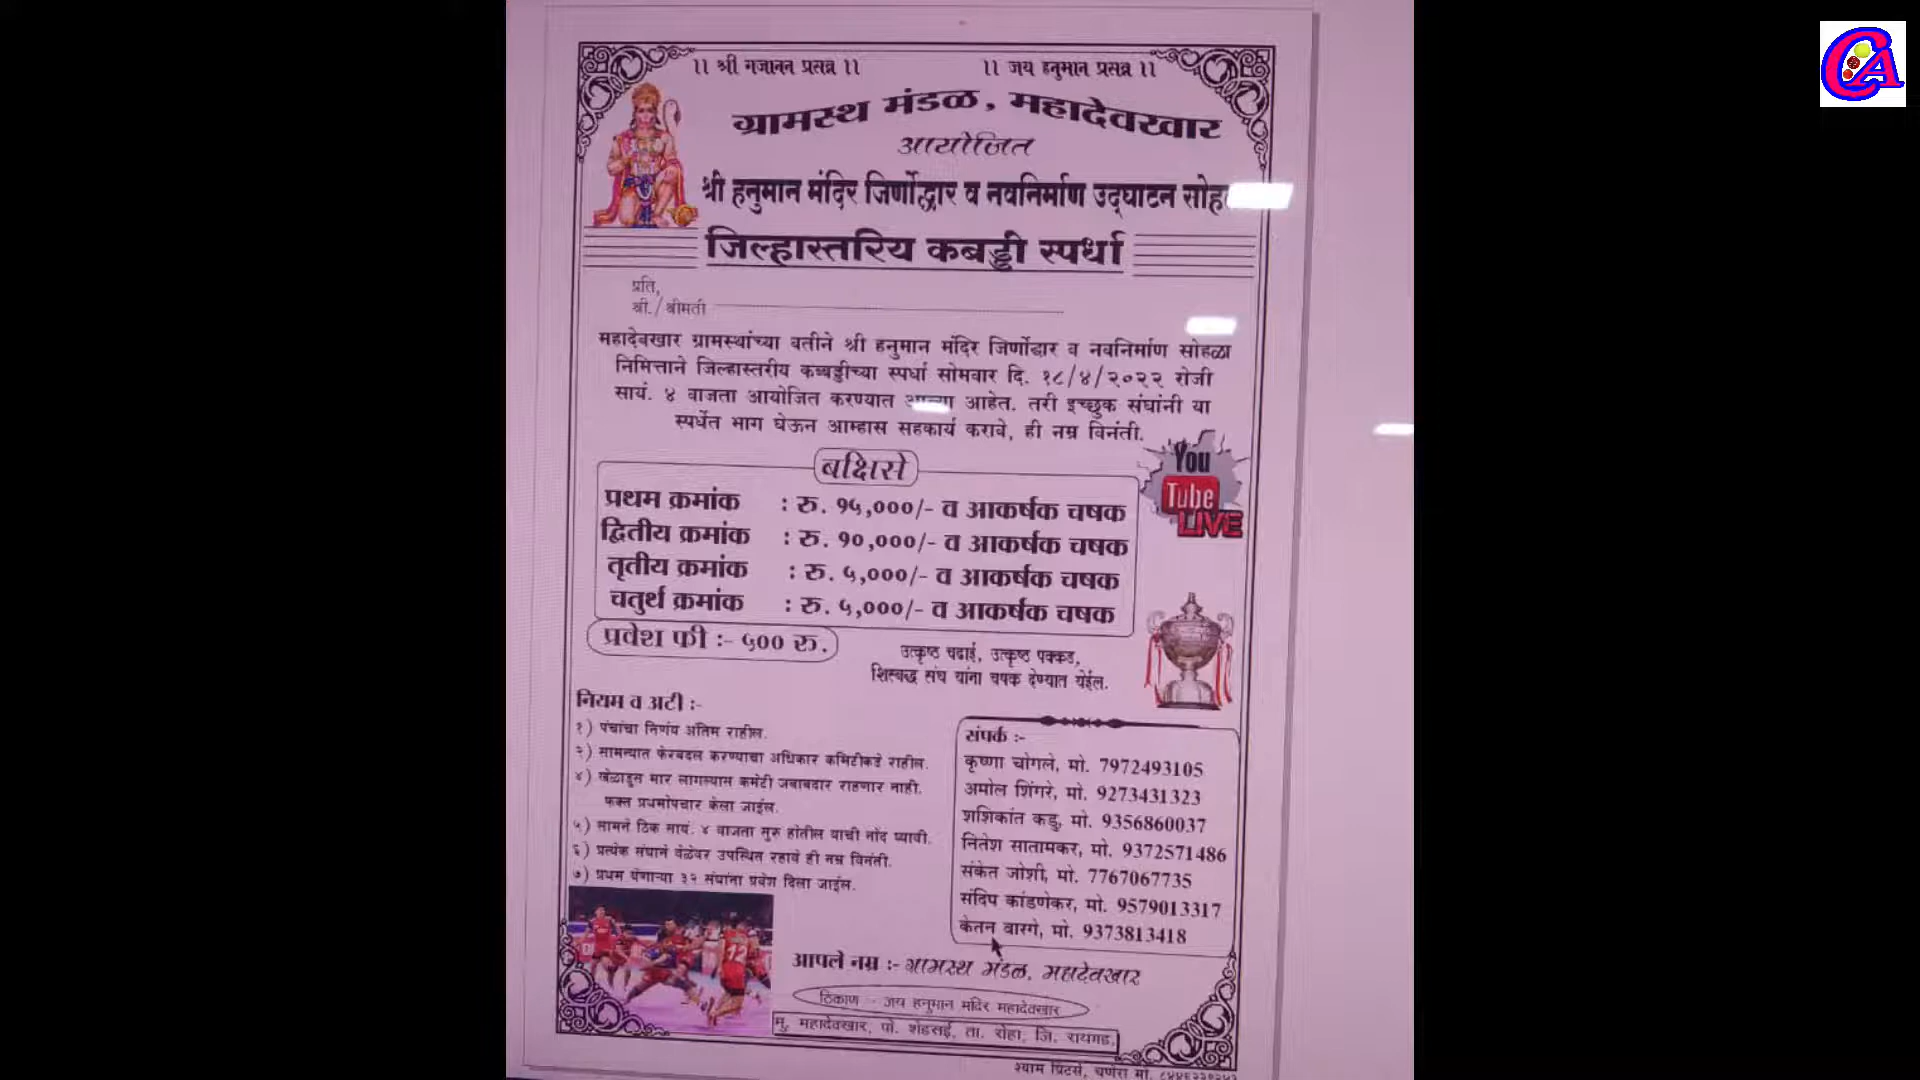 ।। श्री गजानन प्रसन्न ।।
।। जय हनुमान प्रसन्न ।।
ग्रामस्थ मंडळ, महादेवखार
आयोजित
श्री हनुमान मंदिर जिर्णोद्धार व नवनिर्माण उद्घाटन
जिल्हास्तरिय कबड्डी स्पर्धा
प्रति,
श्री./श्रीमती
महादेवखार ग्रामस्थांच्या वतीने श्री हनुमान मंदिर जिर्णोद्धार व नवनिर्माण सोहळा
निमित्ताने जिल्हास्तरीय कब्बड्डीच्या स्पर्धा सोमवार दि. १८/४/२०२२ रोजी
सायं. ४ वाजता आयोजित करण्यात आहेत. तरी इच्छुक संघांनी या
स्पर्धेत भाग घेऊन आम्हास सहकार्य करावे, ही नम्र विनंती.
You
Tube
LIVE
बक्षिसे
प्रथम क्रमांक : रु. १५,०००/- व आकर्षक चषक
द्वितीय क्रमांक : रु. १०,०००/- व आकर्षक चषक
तृतीय क्रमांक : रु. ५,०००/- व आकर्षक चषक
चतुर्थ क्रमांक : रु. ५,०००/- व आकर्षक चषक
प्रवेश फी :- ५०० रु.
उत्कृष्ठ चढाई, उत्कृष्ठ पक्कड,
शिस्बद्ध संघ यांना चषक देण्यात येईल.
नियम व अटी :-
१) पंचांचा निर्णय अंतिम राहील.
२) सामन्यात फेरबदल करण्याचा अधिकार कमिटीकडे राहील.
४) खेळाडुस मार लागल्यास कमेटी जबाबदार राहणार नाही.
फक्त प्रथमोपचार केला जाईल.
५) सामने ठिक सायं. ४ वाजता सुरु होतील याची नोंद घ्यावी.
६) प्रत्येक संघाने वेळेवर उपस्थित रहावे ही नम्र विनंती.
७) प्रथम येणाऱ्या ३२ संघांना प्रवेश दिला जाईल.
संपर्क :-
कृष्णा चोगले, मो. 7972493105
अमोल शिंगरे, मो. 9273431323
शशिकांत कडु, मो. 9356860037
नितेश सातामकर, मो. 9372571486
संकेत जोशी, मो. 7767067735
संदिप कांडणेकर, मो. 9579013317
केतन वारगे, मो. 9373813418
12
आपले नम्र :- ग्रामस्थ मंडळ, महादेवखार
ठिकाण :- जय हनुमान मंदिर महादेवखार
मु. महादेवखार, पो. शेडसई, ता. रोहा, जि. रायगड.
श्याम प्रिंटर्स, चणेरा मो.
CA